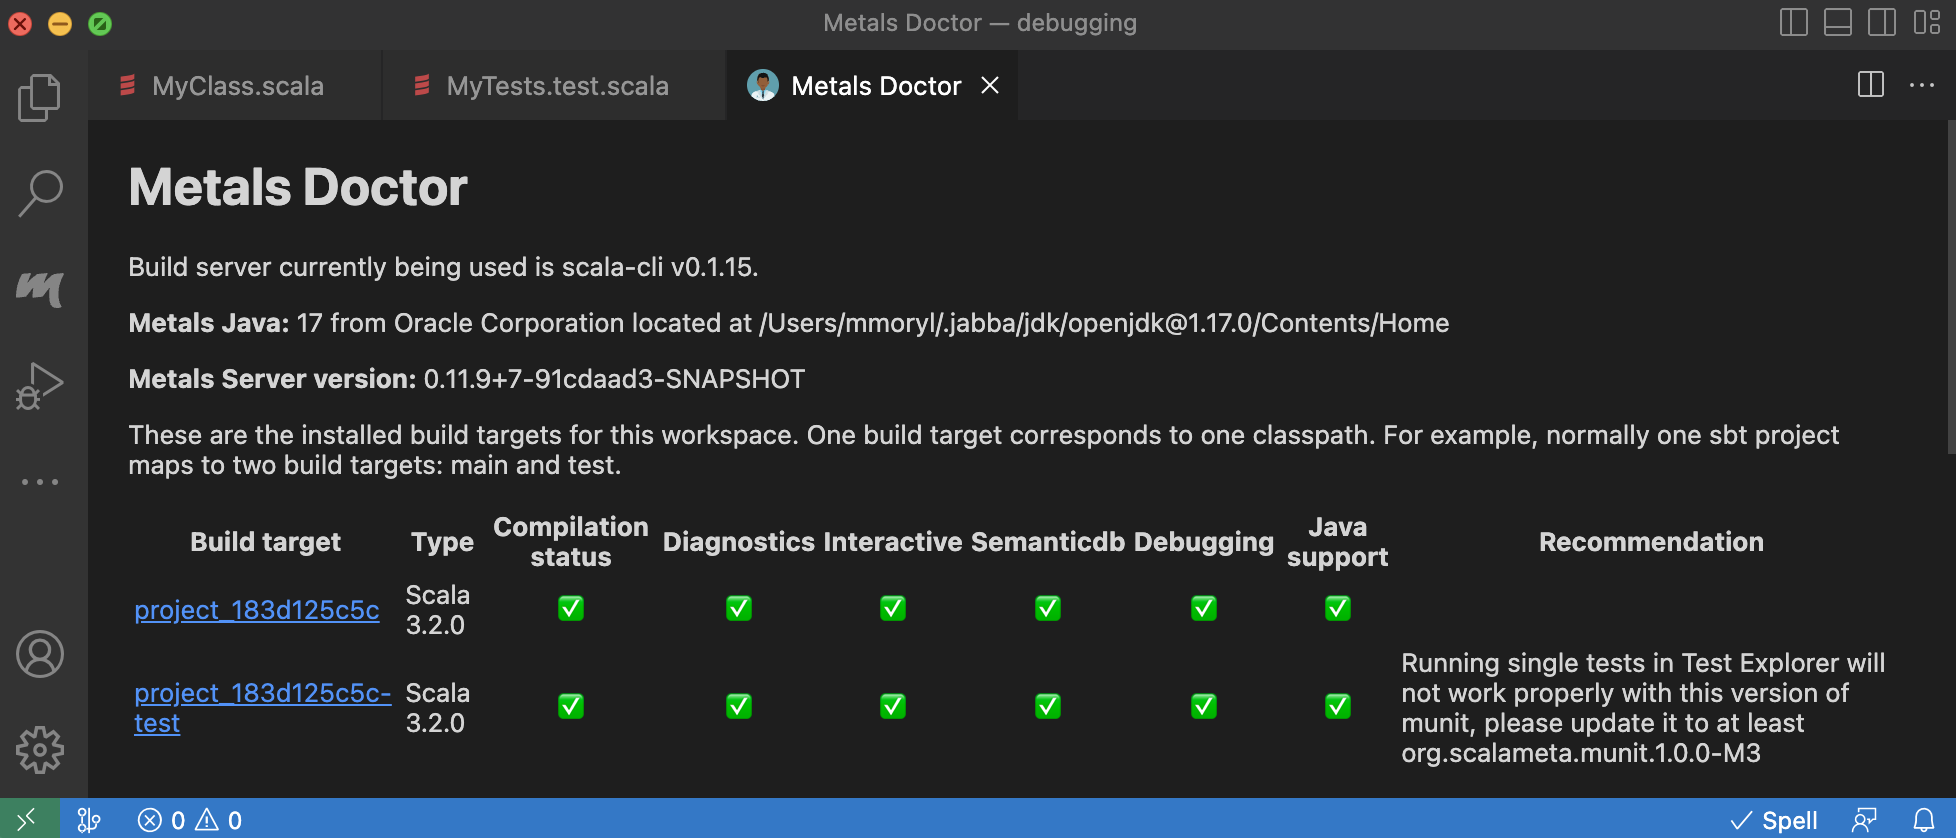 Metals Doctor — debugging
MyClass.scala
MyTests.test.scala
Metals Doctor
Metals Doctor
Build server currently being used is scala-cli v0.1.15.
Metals Java: 17 from Oracle Corporation located at /Users/mmoryl/.jabba/jdk/openjdk@1.17.0/Contents/Home
Metals Server version: 0.11.9+7-91cdaad3-SNAPSHOT
These are the installed build targets for this workspace. One build target corresponds to one classpath. For example, normally one sbt project
maps to two build targets: main and test.
Build target Type Compilation status Diagnostics Interactive Semanticdb Debugging Java support Recommendation
project_183d125c5c Scala 3.2.0
project_183d125c5c-
test
Scala
3.2.0
Running single tests in Test Explorer will
not work properly with this version of
munit, please update it to at least
org.scalameta.munit.1.0.0-M3
0 0
Spell